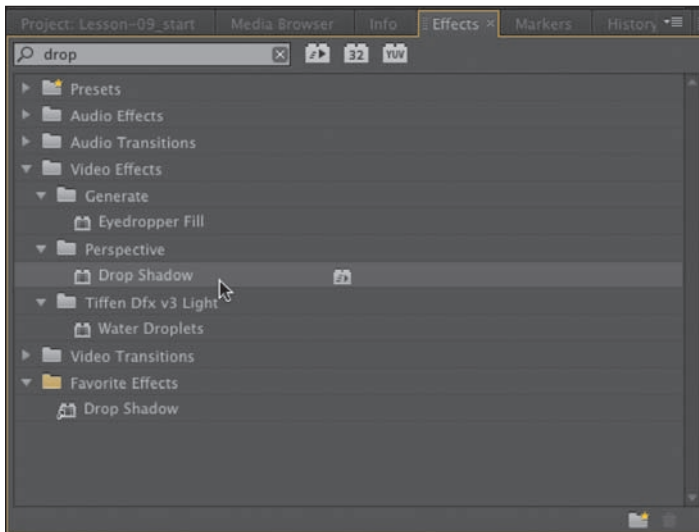 Project: Lesson-09_start Media Browser Info Effects × Markers History
drop 32 YUV
Presets
Audio Effects
Audio Transitions
Video Effects
Generate
Eyedropper Fill
Perspective
Drop Shadow
Tiffen Dfx v3 Light
Water Droplets
Video Transitions
Favorite Effects
Drop Shadow